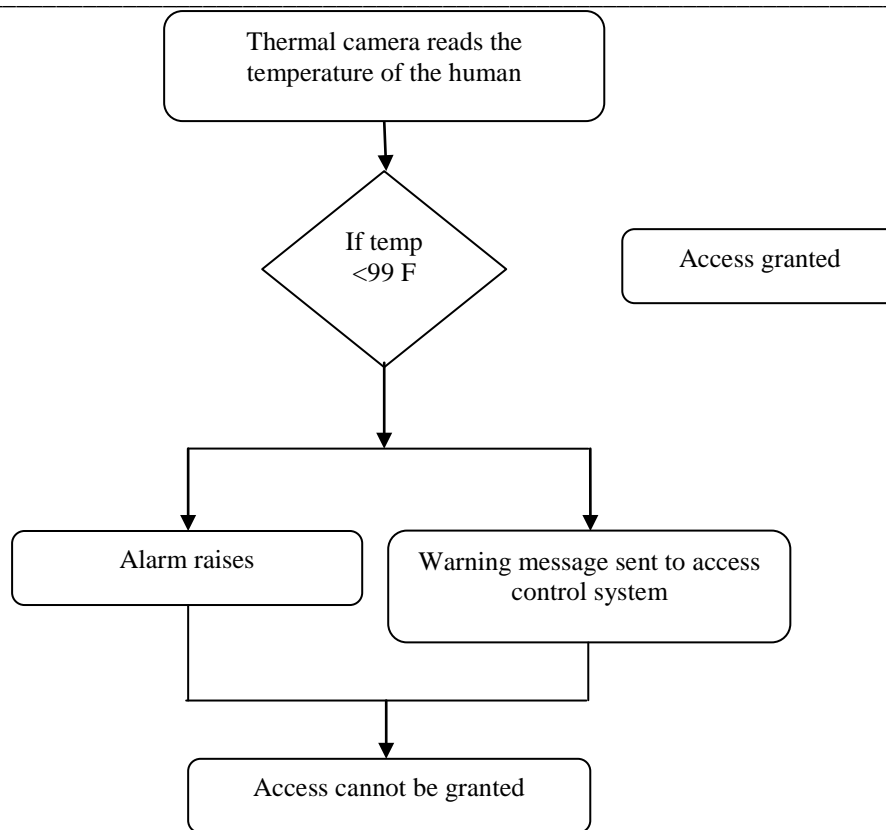 Thermal camera reads the
temperature of the human
If temp
<99 F
Access granted
Alarm raises
Warning message sent to access
control system
Access cannot be granted